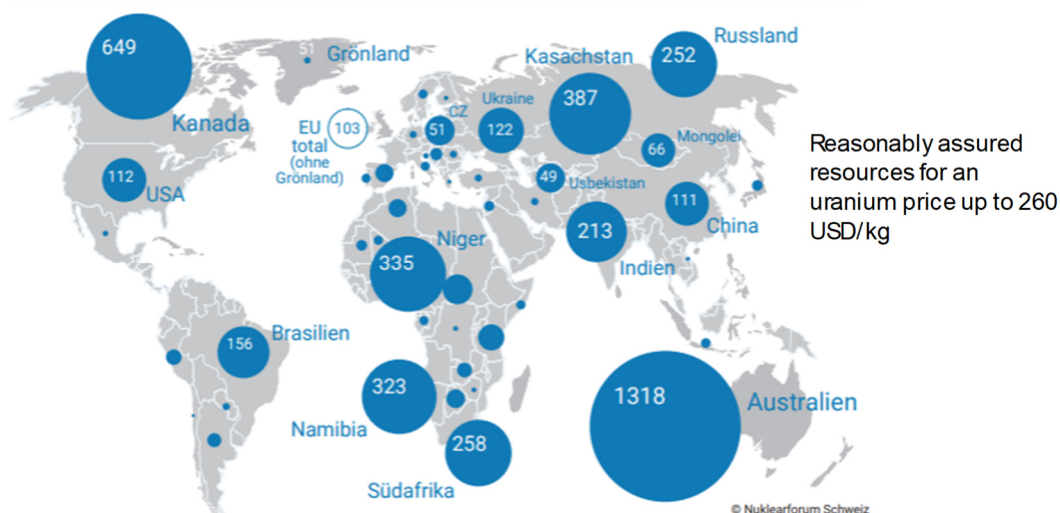 649
Kanada
51
Grönland
112
USA
EU
total
(ohne
Grönland)
103
CZ
51
Ukraine
122
Kasachstan
387
Russland
252
Mongolei
66
49
Usbekistan
111
China
213
Indien
Niger
335
Brasilien
156
323
Namibia
258
Südafrika
1318
Australien
Reasonably assured
resources for an
uranium price up to 260
USD/kg
© Nuklearforum Schweiz